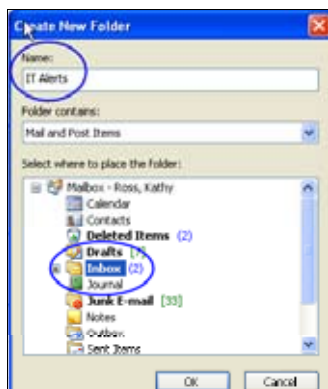 Create New Folder
Name:
IT Alerts
Folder contains:
Mail and Post Items
Select where to place the folder:
Mailbox - Ross, Kathy
Calendar
Contacts
Deleted Items (2)
Drafts [7]
Inbox (2)
Journal
Junk E-mail [33]
Notes
Outbox
Sent Items
OK Cancel